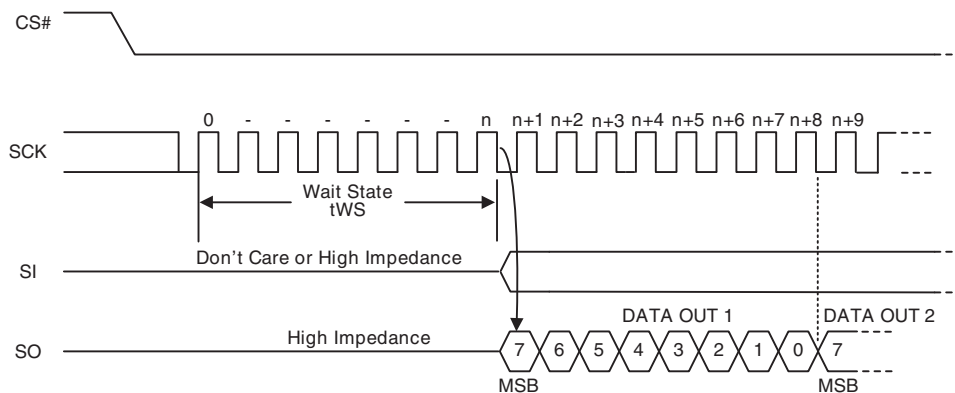 CS#
0 - - - - - - n n+1 n+2 n+3 n+4 n+5 n+6 n+7 n+8 n+9
SCK
Wait State
tWS
Don't Care or High Impedance
SI
DATA OUT 1 DATA OUT 2
High Impedance
SO
7 6 5 4 3 2 1 0 7
MSB MSB